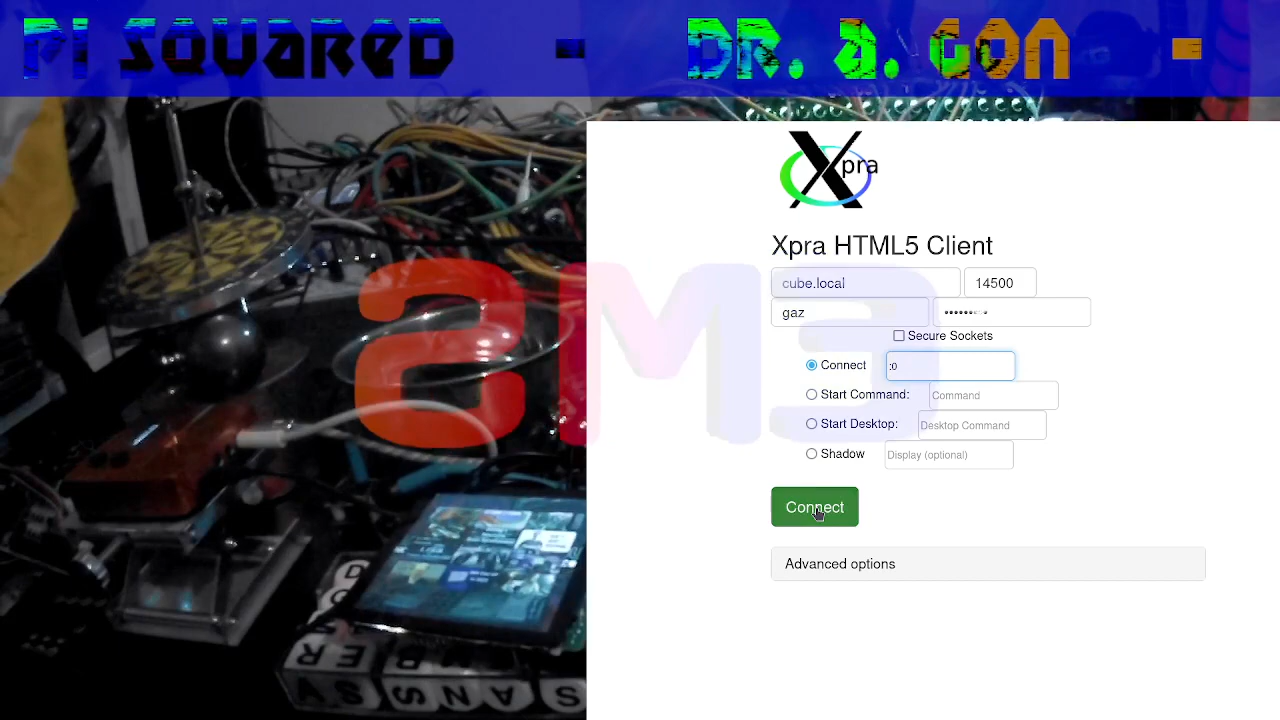 PI SQUARED - DR. A. GON -
Xpra
Xpra HTML5 Client
cube.local 14500
gaz
Secure Sockets
Connect :0
Start Command: Command
Start Desktop: Desktop Command
Shadow Display (optional)
Connect
Advanced options